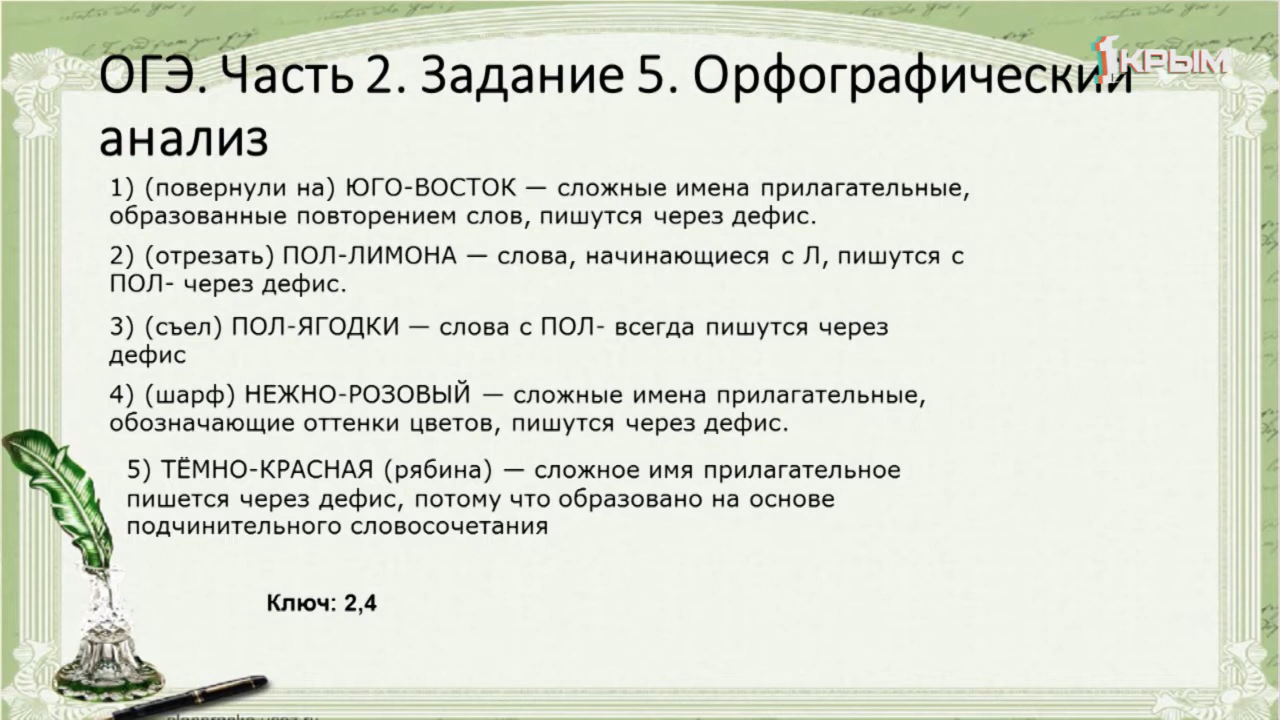 ОГЭ. Часть 2. Задание 5. Орфографический
анализ
1КРЫМ
1) (повернули на) ЮГО-ВОСТОК — сложные имена прилагательные,
образованные повторением слов, пишутся через дефис.
2) (отрезать) ПОЛ-ЛИМОНА — слова, начинающиеся с Л, пишутся с
ПОЛ- через дефис.
3) (съел) ПОЛ-ЯГОДКИ — слова с ПОЛ- всегда пишутся через
дефис
4) (шарф) НЕЖНО-РОЗОВЫЙ — сложные имена прилагательные,
обозначающие оттенки цветов, пишутся через дефис.
5) ТЁМНО-КРАСНАЯ (рябина) — сложное имя прилагательное
пишется через дефис, потому что образовано на основе
подчинительного словосочетания
Ключ: 2,4